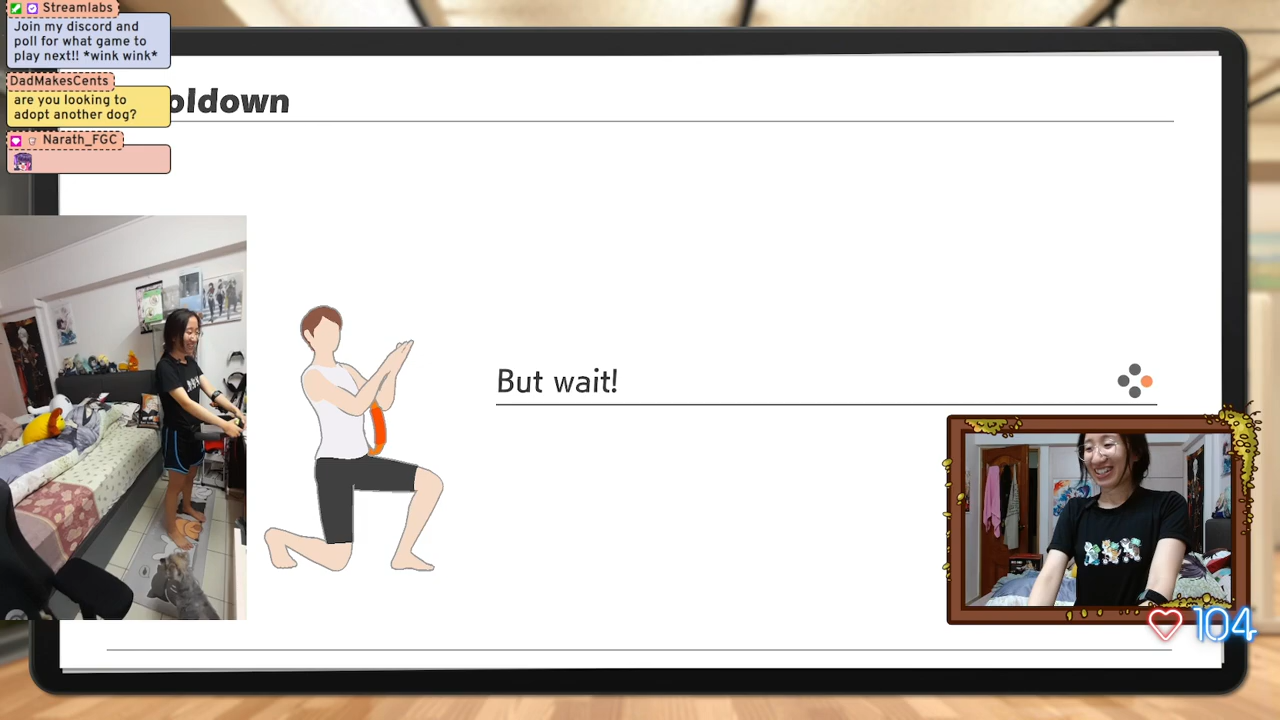 Streamlabs
Join my discord and
poll for what game to
play next!! *wink wink*
DadMakesCents
are you looking to
adopt another dog?
Narath_FGC
oldown
But wait!
104